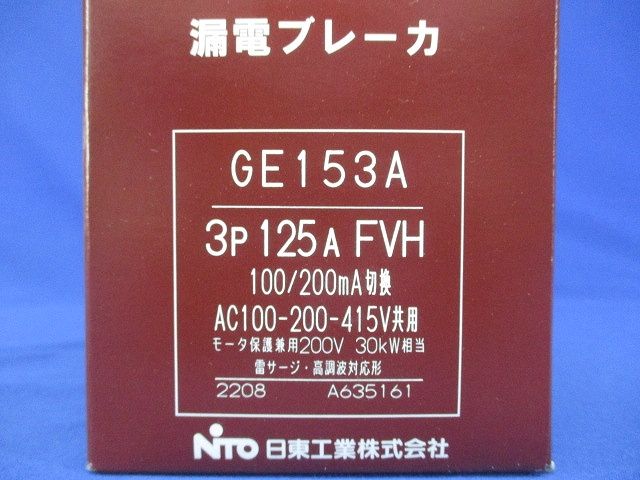 漏電ブレーカ
GE153A
3P 125A FVH
100/200mA切換
AC100-200-415V共用
モータ保護兼用200V 30kW相当
雷サージ・高調波対応形
2208 A635161
NITO 日東工業株式会社